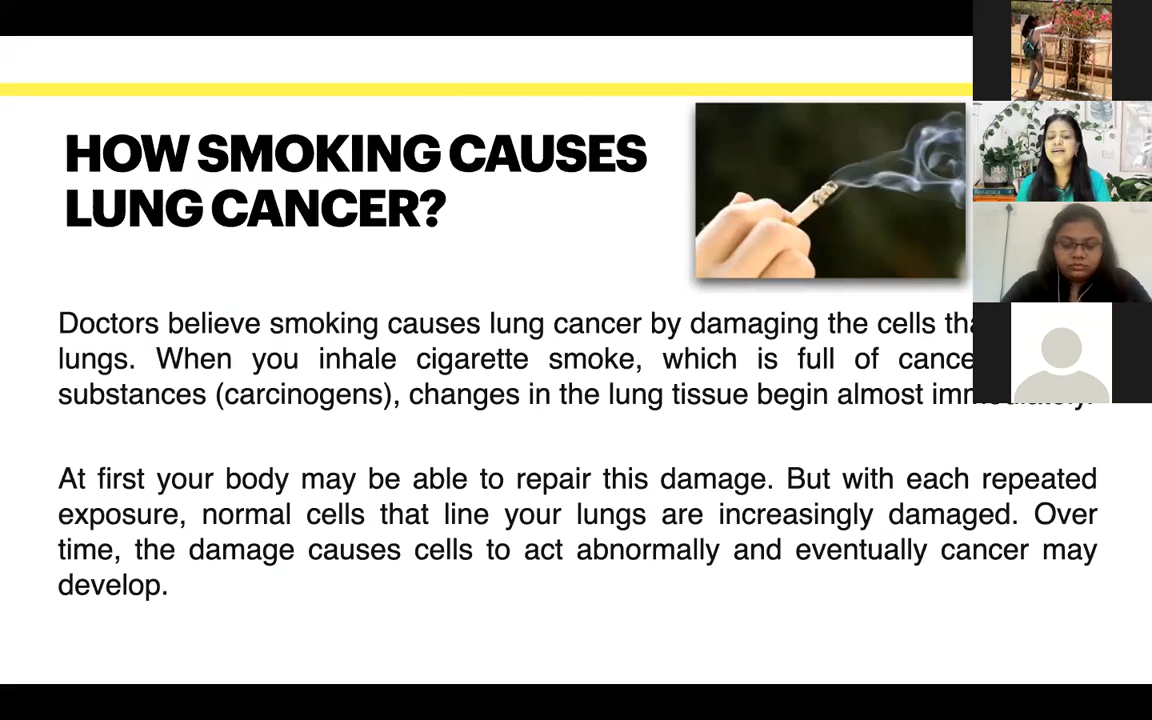 HOW SMOKING CAUSES
LUNG CANCER?
Doctors believe smoking causes lung cancer by damaging the cells
lungs. When you inhale cigarette smoke, which is full of
substances (carcinogens), changes in the lung tissue begin almost
At first your body may be able to repair this damage. But with each repeated
exposure, normal cells that line your lungs are increasingly damaged. Over
time, the damage causes cells to act abnormally and eventually cancer may
develop.